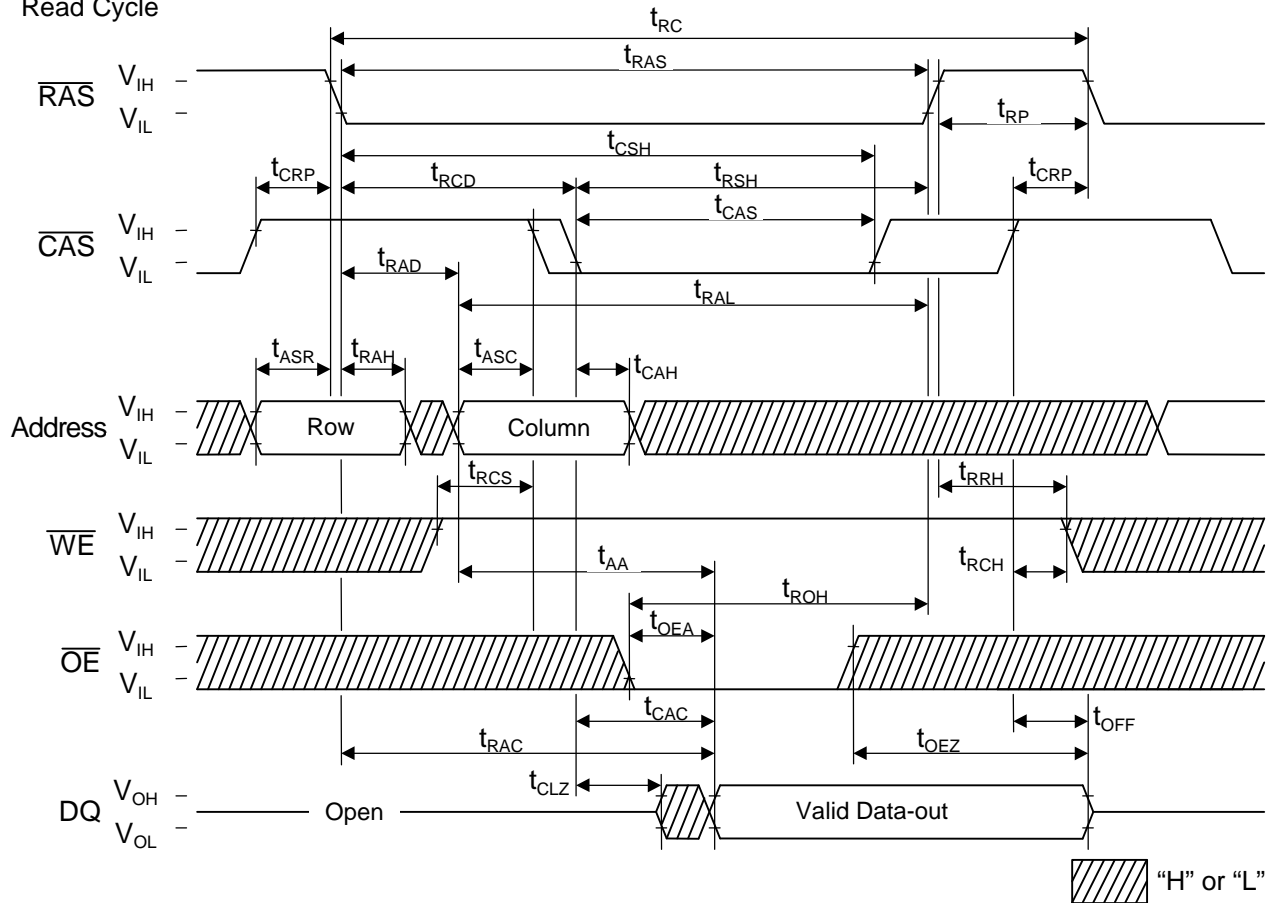 Read Cycle
tRC
tRAS
RAS
VIH
VIL
tRP
tCSH
tCRP
tRCD
tRSH
tCRP
tCAS
CAS
VIH
VIL
tRAD
tRAL
tASR
tRAH
tASC
tCAH
Address
VIH
VIL
Row
Column
tRCS
tRRH
WE
VIH
VIL
tAA
tRCH
tROH
tOEA
OE
VIH
VIL
tCAC
tOFF
tRAC
tOEZ
tCLZ
DQ
VOH
VOL
Open
Valid Data-out
“H” or “L”